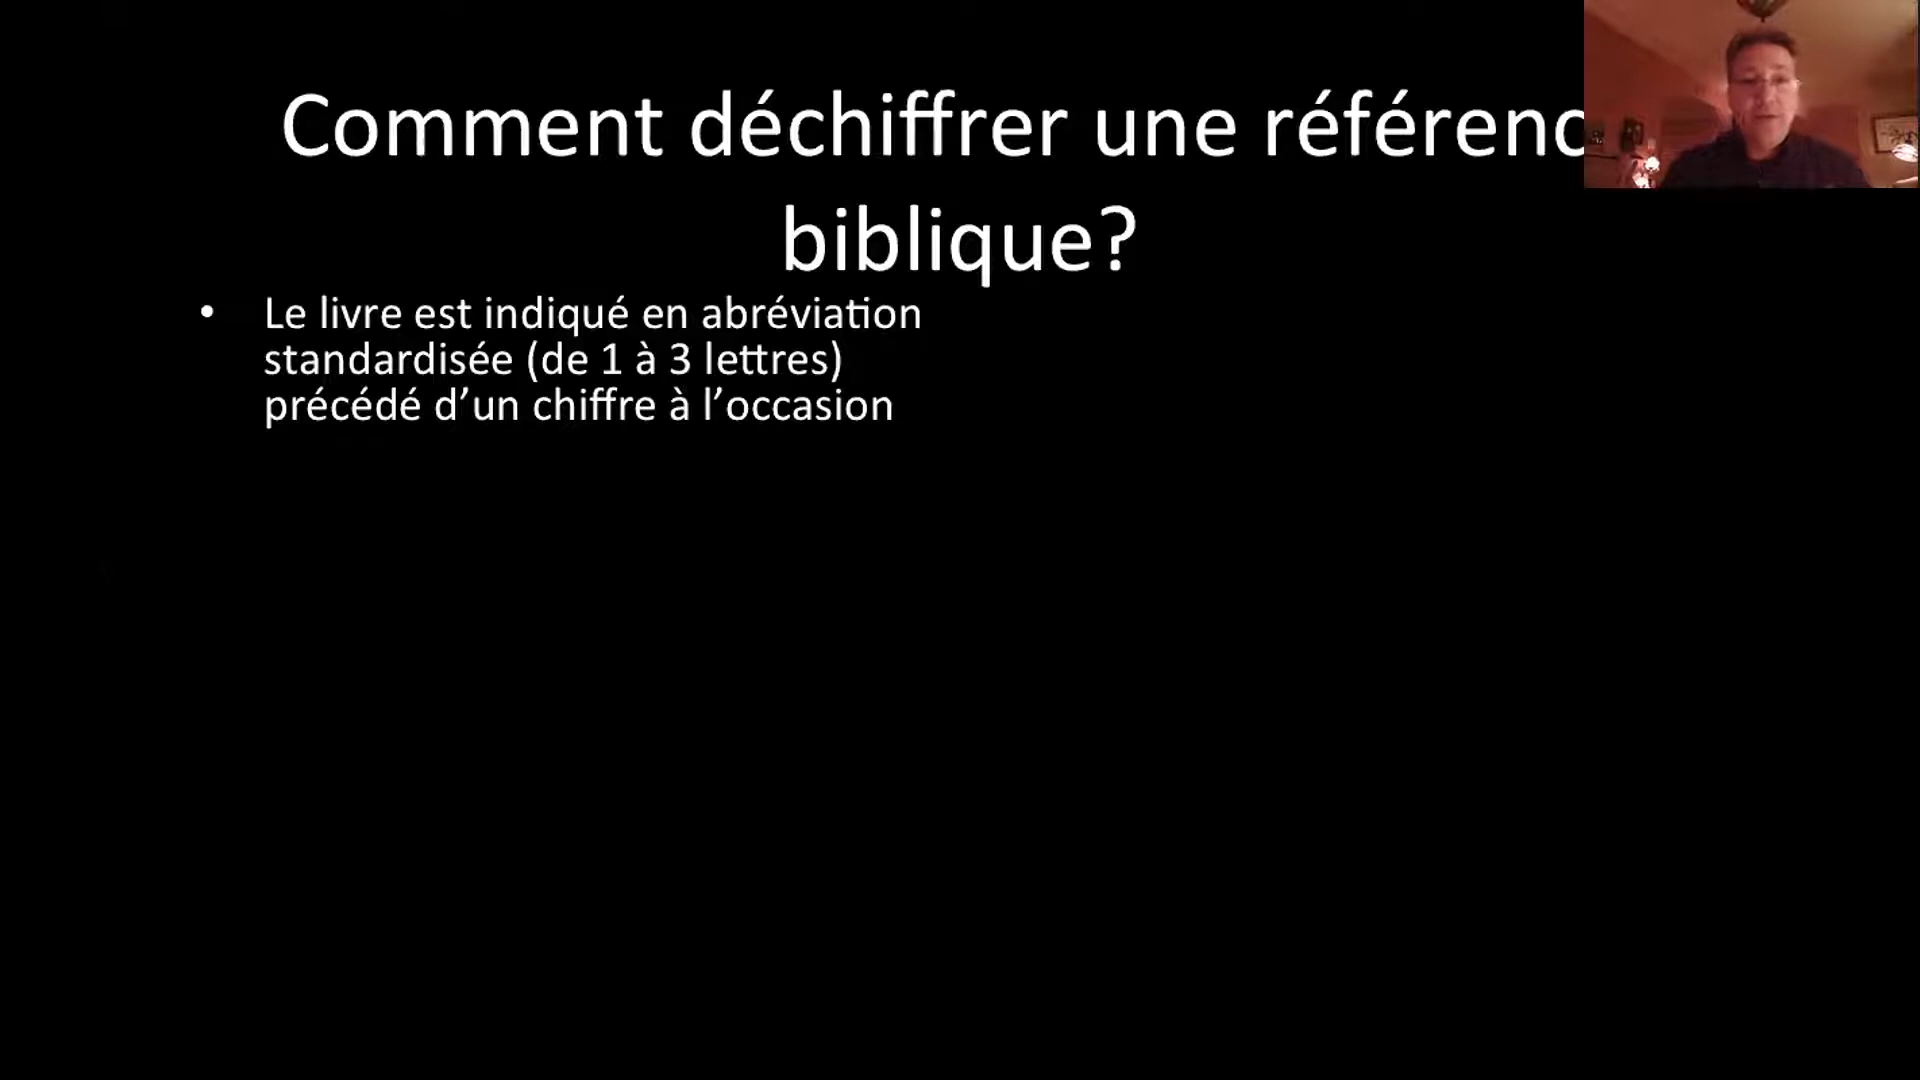 Comment déchiffrer une référenc
biblique?
• Le livre est indiqué en abréviation
standardisée (de 1 à 3 lettres)
précédé d’un chiffre à l’occasion